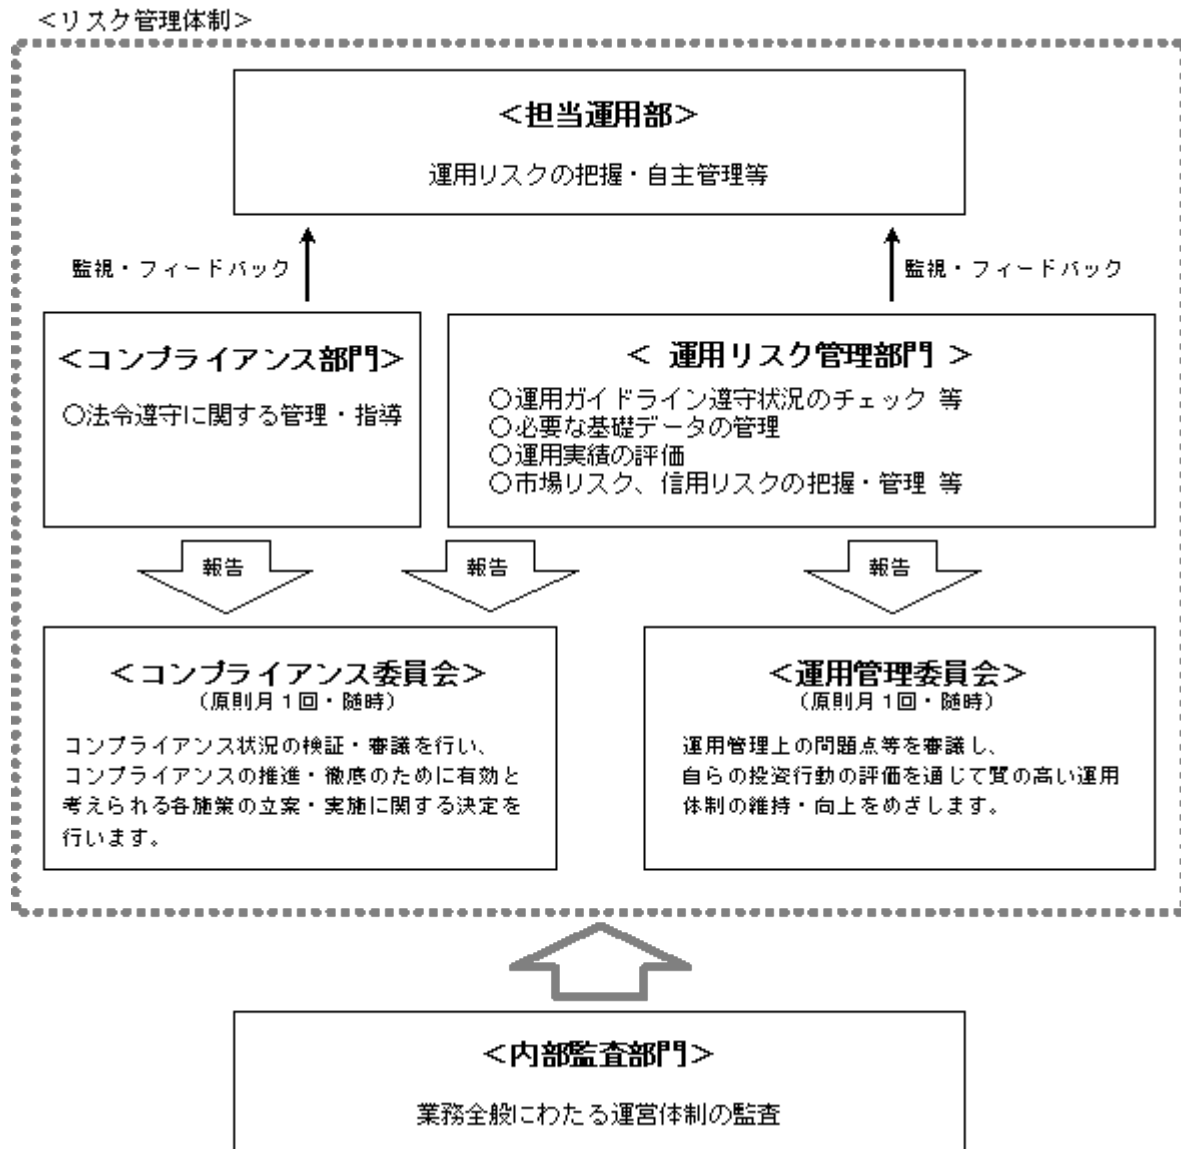 ＜リスク管理体制＞
＜担当運用部＞
運用リスクの把握・自主管理等
監視・フィードバック
監視・フィードバック
＜コンプライアンス部門＞
○法令遵守に関する管理・指導
＜ 運用リスク管理部門 ＞
○運用ガイドライン遵守状況のチェック 等
○必要な基礎データの管理
○運用実績の評価
○市場リスク、信用リスクの把握・管理 等
報告
報告
報告
＜コンプライアンス委員会＞
（原則月１回・随時）
コンプライアンス状況の検証・審議を行い、
コンプライアンスの推進・徹底のために有効と
考えられる各施策の立案・実施に関する決定を
行います。
＜運用管理委員会＞
（原則月１回・随時）
運用管理上の問題点等を審議し、
自らの投資行動の評価を通じて質の高い運用
体制の維持・向上をめざします。
＜内部監査部門＞
業務全般にわたる運営体制の監査